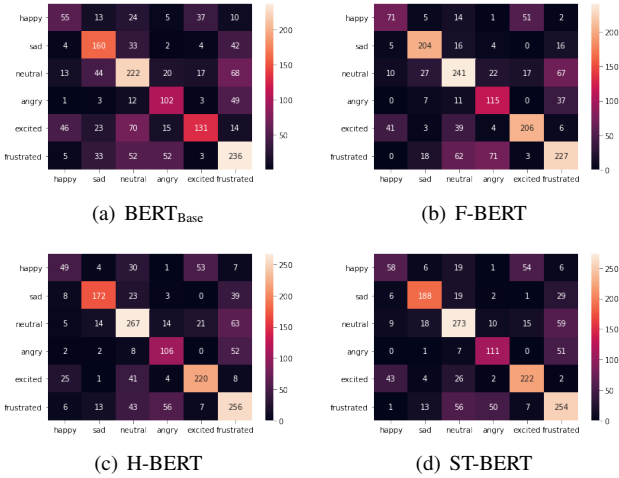 happy 55 13 24 5 37 10
sad 4 160 33 2 0 42
neutral 13 44 222 20 17 68
angry 1 3 12 102 3 49
excited 46 23 70 15 131 14
frustrated 5 33 52 52 3 236
happy sad neutral angry excited frustrated
200
150
100
50
(a) BERTBase
happy 71 5 14 1 51 2
sad 5 204 16 4 0 16
neutral 10 27 241 22 17 67
angry 0 7 11 115 0 37
excited 41 3 39 4 206 6
frustrated 0 18 62 71 3 227
happy sad neutral angry excited frustrated
200
150
100
50
0
(b) F-BERT
happy 49 4 30 1 53 7
sad 8 172 23 3 0 39
neutral 5 14 267 14 21 63
angry 2 2 8 106 0 52
excited 25 1 41 4 220 8
frustrated 6 13 43 56 7 256
happy sad neutral angry excited frustrated
250
200
150
100
50
0
(c) H-BERT
happy 58 6 19 1 54 6
sad 6 188 19 2 1 29
neutral 9 18 273 10 15 59
angry 0 1 7 111 0 51
excited 43 4 26 2 222 2
frustrated 1 13 56 50 7 254
happy sad neutral angry excited frustrated
250
200
150
100
50
0
(d) ST-BERT